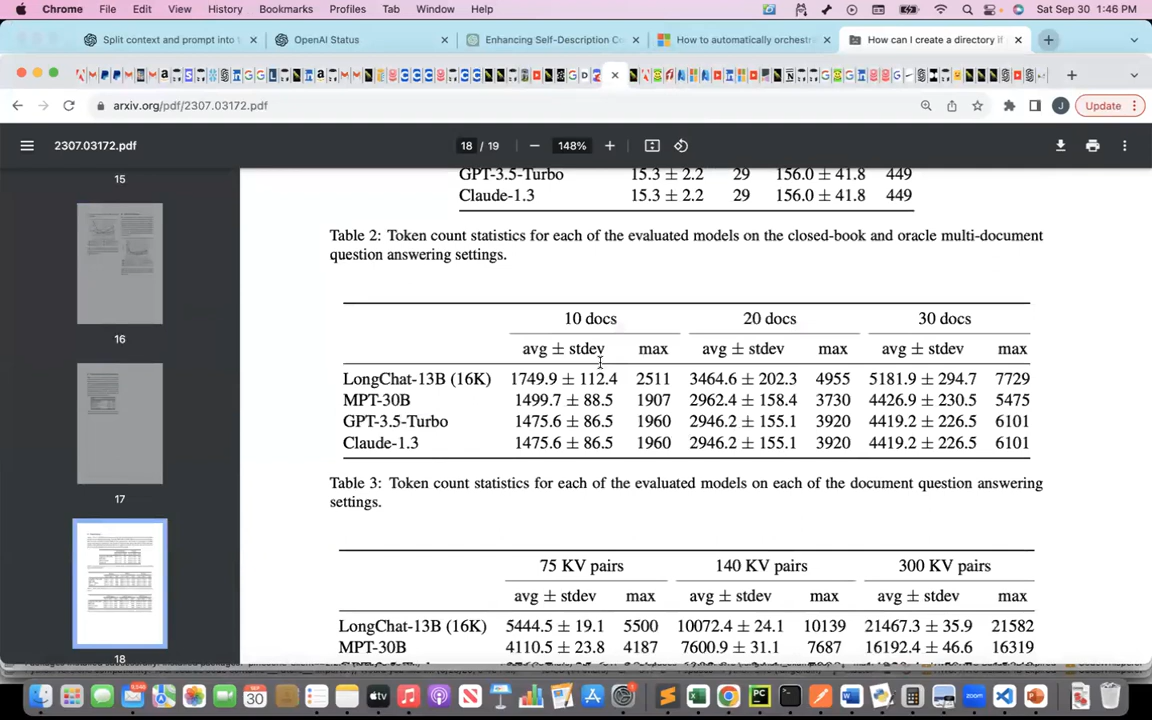 Chrome File Edit View History Bookmarks Profiles Tab Window Help Sat Sep 30 1:46 PM
Split context and prompt into t OpenAI Status Enhancing Self-Description Ce How to automatically orchestr How can I create a directory if
arxiv.org/pdf/2307.03172.pdf J Update
2307.03172.pdf 18 / 19 148%
15
16
17
18
GPT-3.5-Turbo 15.3 ± 2.2 29 156.0 ± 41.8 449
Claude-1.3 15.3 ± 2.2 29 156.0 ± 41.8 449
Table 2: Token count statistics for each of the evaluated models on the closed-book and oracle multi-document
question answering settings.
10 docs 20 docs 30 docs
avg ± stdev max avg ± stdev max avg ± stdev max
LongChat-13B (16K) 1749.9 ± 112.4 2511 3464.6 ± 202.3 4955 5181.9 ± 294.7 7729
MPT-30B 1499.7 ± 88.5 1907 2962.4 ± 158.4 3730 4426.9 ± 230.5 5475
GPT-3.5-Turbo 1475.6 ± 86.5 1960 2946.2 ± 155.1 3920 4419.2 ± 226.5 6101
Claude-1.3 1475.6 ± 86.5 1960 2946.2 ± 155.1 3920 4419.2 ± 226.5 6101
Table 3: Token count statistics for each of the evaluated models on each of the document question answering
settings.
75 KV pairs 140 KV pairs 300 KV pairs
avg ± stdev max avg ± stdev max avg ± stdev max
LongChat-13B (16K) 5444.5 ± 19.1 5500 10072.4 ± 24.1 10139 21467.3 ± 35.9 21582
MPT-30B 4110.5 ± 23.8 4187 7600.9 ± 31.1 7687 16192.4 ± 46.6 16319